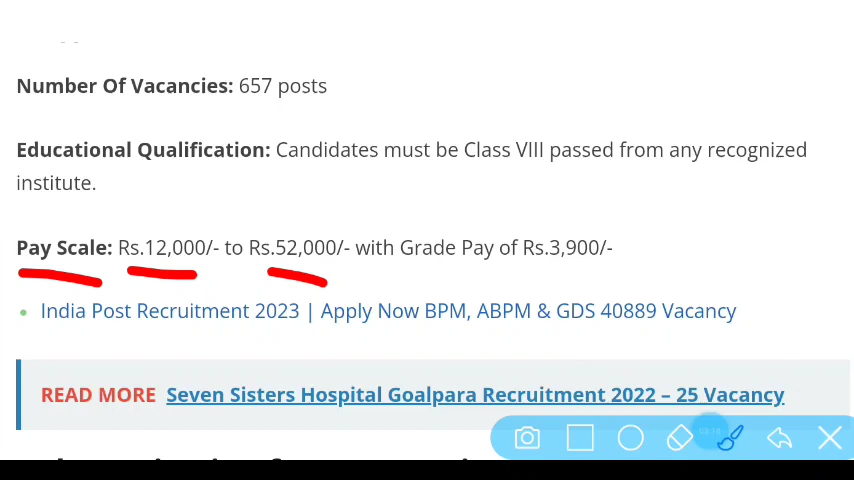 Number Of Vacancies: 657 posts
Educational Qualification: Candidates must be Class VIII passed from any recognized
institute.
Pay Scale: Rs.12,000/- to Rs.52,000/- with Grade Pay of Rs.3,900/-
India Post Recruitment 2023 | Apply Now BPM, ABPM & GDS 40889 Vacancy
READ MORE Seven Sisters Hospital Goalpara Recruitment 2022 – 25 Vacancy